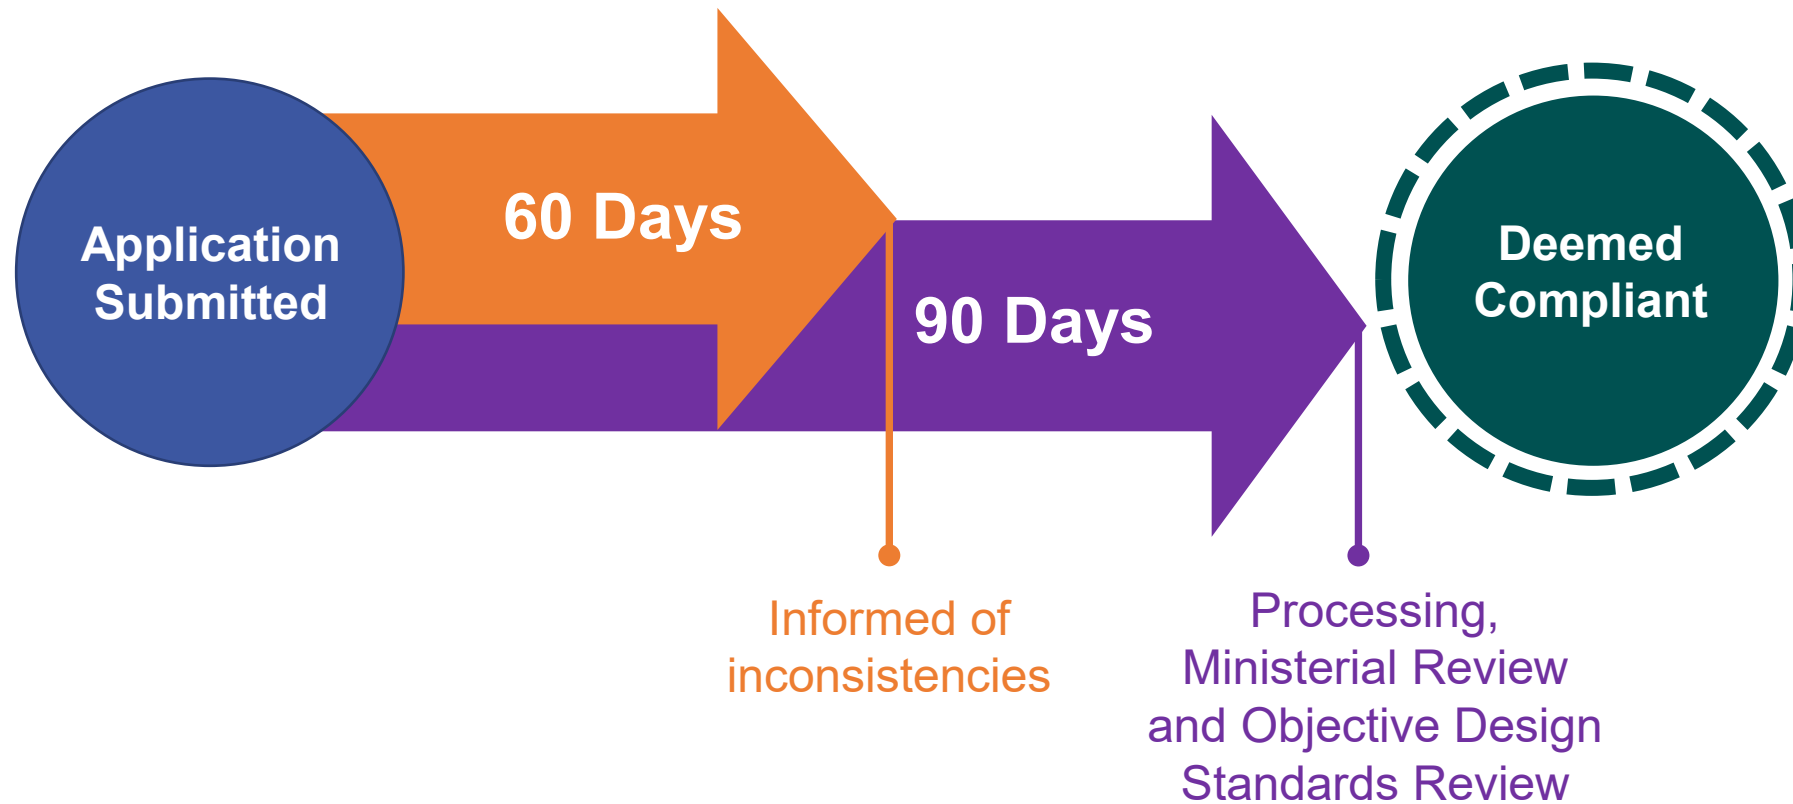 Application
Submitted
60 Days
90 Days
Deemed
Compliant
Informed of
inconsistencies
Processing,
Ministerial Review
and Objective Design
Standards Review